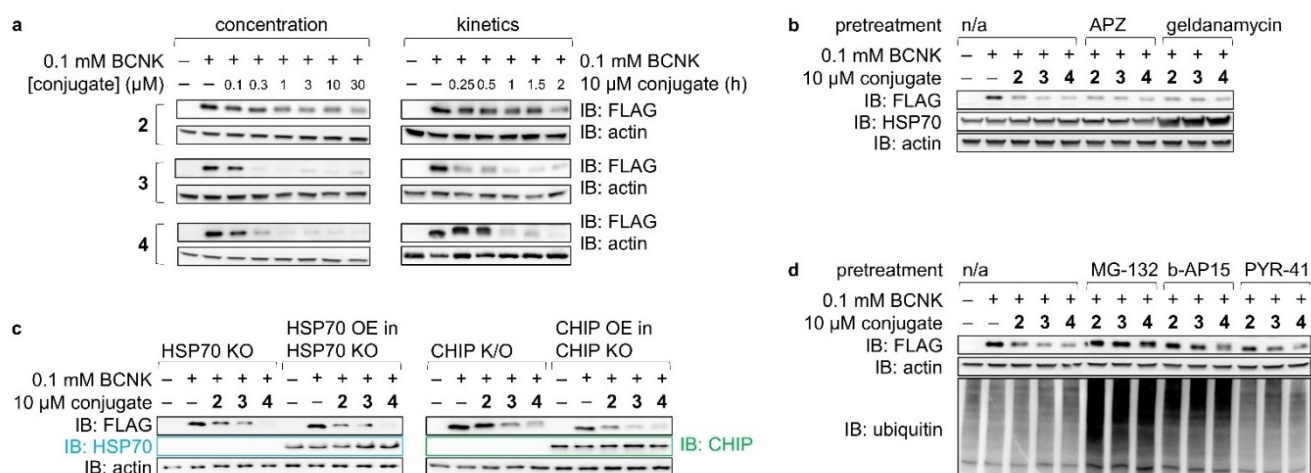 a
concentration kinetics
0.1 mM BCNK – + + + + + + + – + + + + + + 0.1 mM BCNK
[conjugate] (µM) – – 0.1 0.3 1 3 10 30 – – 0.25 0.5 1 1.5 2 10 µM conjugate (h)
2 IB: FLAG
IB: actin
3 IB: FLAG
IB: actin
4 IB: FLAG
IB: actin
b pretreatment n/a APZ geldanamycin
0.1 mM BCNK – + + + + + + + + + +
10 µM conjugate – – 2 3 4 2 3 4 2 3 4
IB: FLAG
IB: HSP70
IB: actin
c
HSP70 KO HSP70 OE in HSP70 KO CHIP K/O CHIP OE in CHIP KO
0.1 mM BCNK – + + + + – + + + + – + + + + – + + + +
10 µM conjugate – – 2 3 4 – – 2 3 4 – – 2 3 4 – – 2 3 4
IB: FLAG
IB: HSP70 IB: CHIP
IB: actin
d pretreatment n/a MG-132 b-AP15 PYR-41
0.1 mM BCNK – + + + + + + + + + + + + +
10 µM conjugate – – 2 3 4 2 3 4 2 3 4 2 3 4
IB: FLAG
IB: actin
IB: ubiquitin